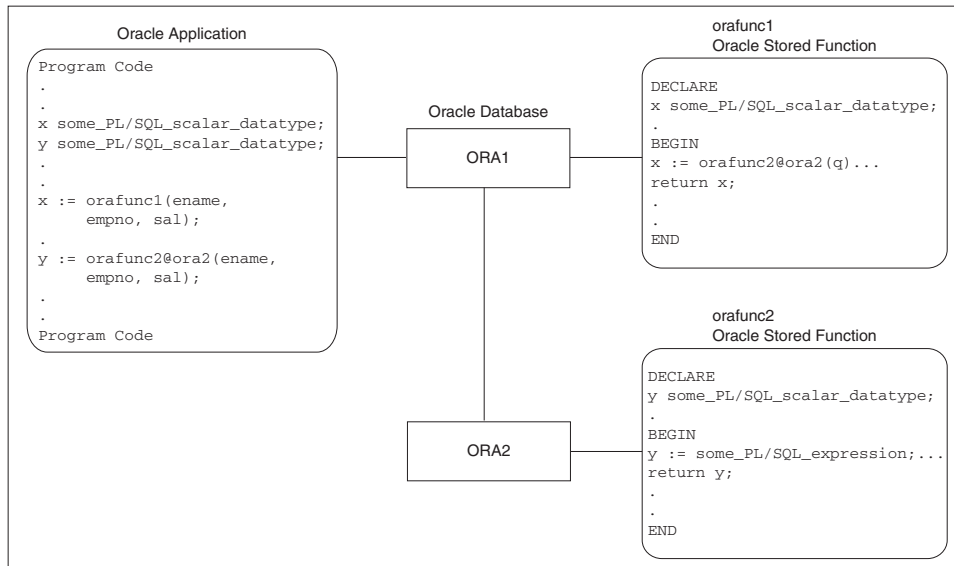 Oracle Application
Program Code
.
.
x some_PL/SQL_scalar_datatype;
y some_PL/SQL_scalar_datatype;
.
.
x := orafunc1(ename,
empno, sal);
.
y := orafunc2@ora2(ename,
empno, sal);
.
.
Program Code
Oracle Database
ORA1
ORA2
orafunc1
Oracle Stored Function
DECLARE
x some_PL/SQL_scalar_datatype;
.
BEGIN
x := orafunc2@ora2(q)...
return x;
.
.
END
orafunc2
Oracle Stored Function
DECLARE
y some_PL/SQL_scalar_datatype;
.
BEGIN
y := some_PL/SQL_expression;...
return y;
.
.
END